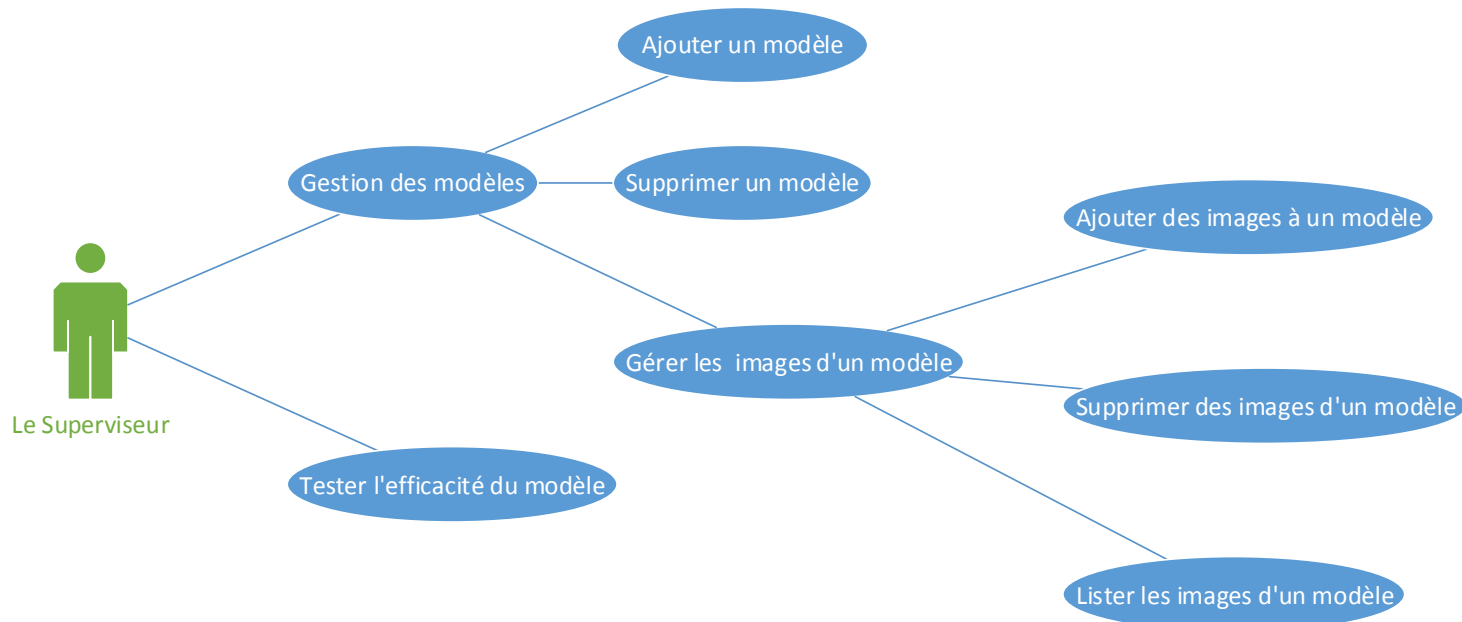 Ajouter un modèle
Gestion des modèles
Supprimer un modèle
Ajouter des images à un modèle
Gérer les  images d'un modèle
Supprimer des images d'un modèle
Le Superviseur
Tester l'efficacité du modèle
Lister les images d'un modèle